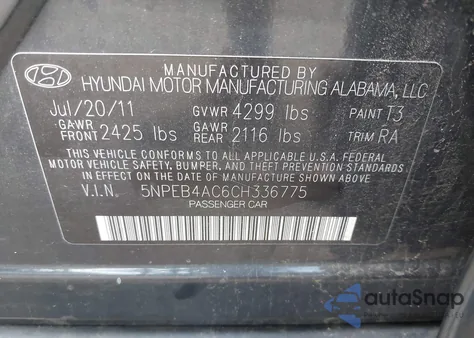 MANUFACTURED BY
HYUNDAI MOTOR MANUFACTURING ALABAMA, LLC
Jul/20/11 GVWR 4299 lbs PAINT T3
GAWR FRONT 2425 lbs GAWR REAR 2116 lbs TRIM RA
THIS VEHICLE CONFORMS TO ALL APPLICABLE U.S.A. FEDERAL
MOTOR VEHICLE SAFETY, BUMPER, AND THEFT PREVENTION STANDARDS
IN EFFECT ON THE DATE OF MANUFACTURE SHOWN ABOVE.
V.I.N. 5NPEB4AC6CH336775
PASSENGER CAR
autoSnap